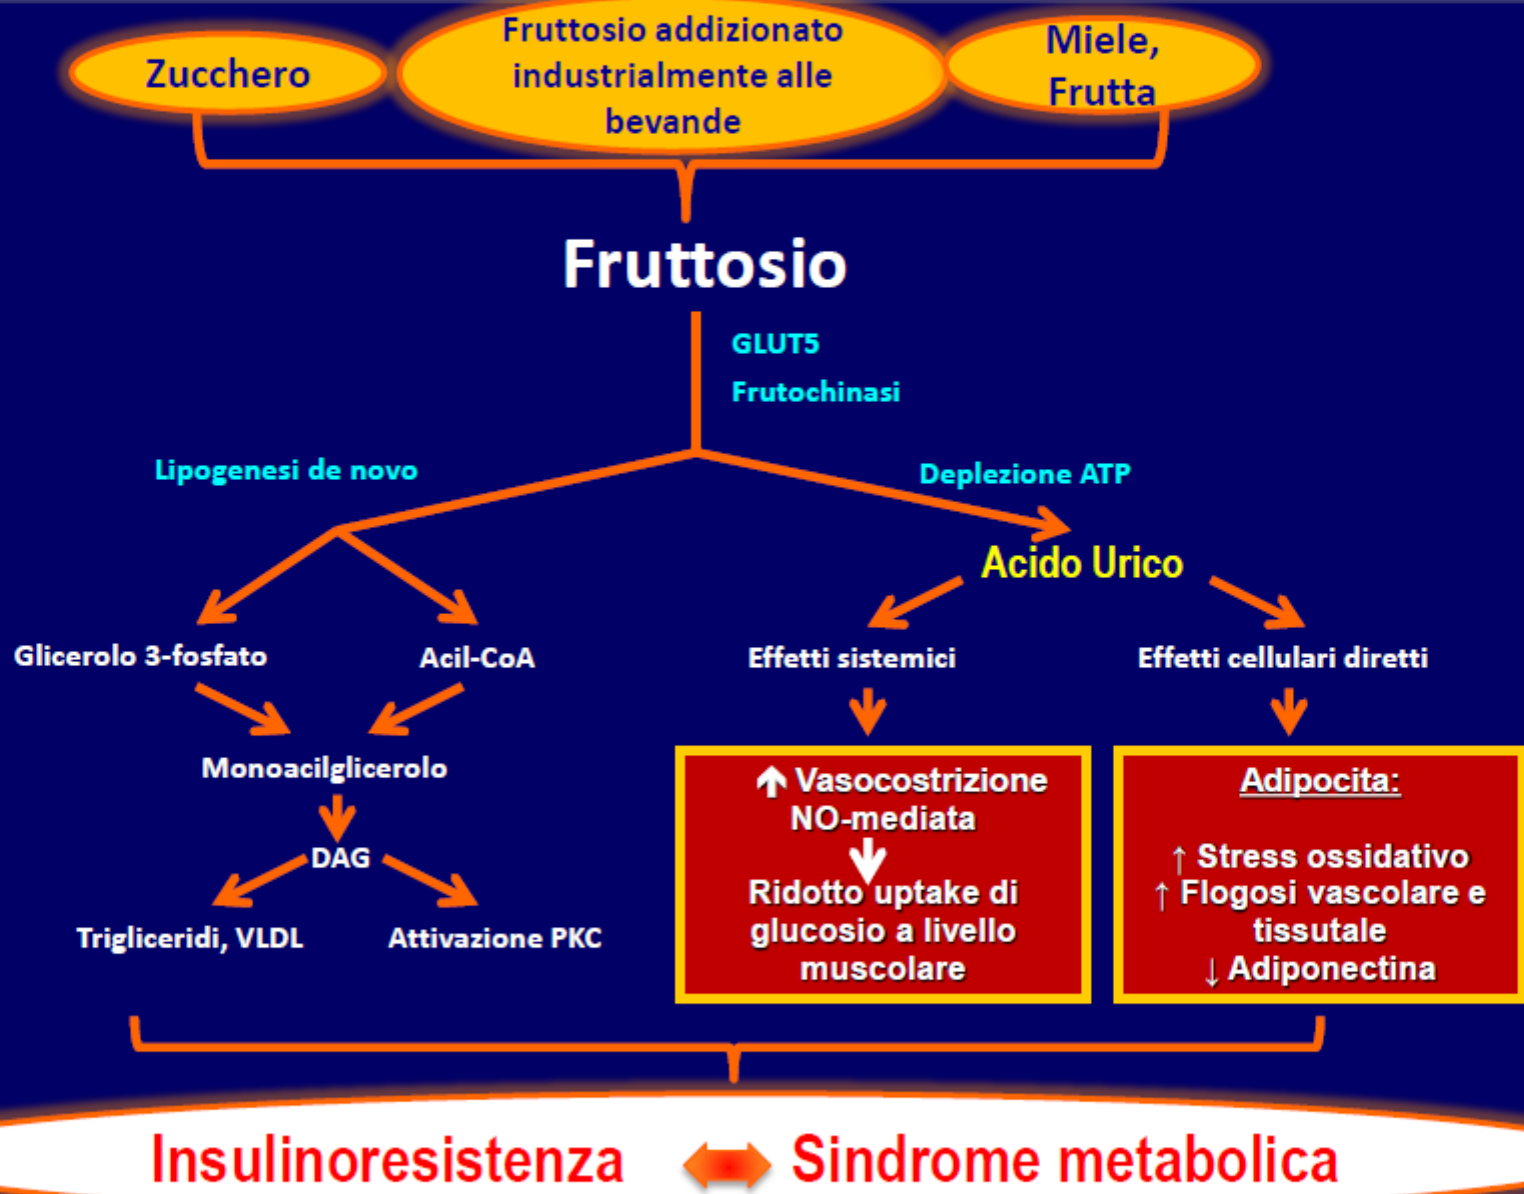 Zucchero
Fruttosio addizionato
industrialmente alle
bevande
Miele,
Frutta
Fruttosio
GLUT5
Frutochinasi
Lipogenesi de novo
Deplezione ATP
Acido Urico
Glicerolo 3-fosfato
Acil-CoA
Effetti sistemici
Effetti cellulari diretti
Monoacilglicerolo
DAG
Trigliceridi, VLDL
Attivazione PKC
↑ Vasocostrizione
NO-mediata
↓
Ridotto uptake di
glucosio a livello
muscolare
Adipocita:
↑ Stress ossidativo
↑ Flogosi vascolare e
tissutale
↓ Adiponectina
Insulinoresistenza ↔ Sindrome metabolica